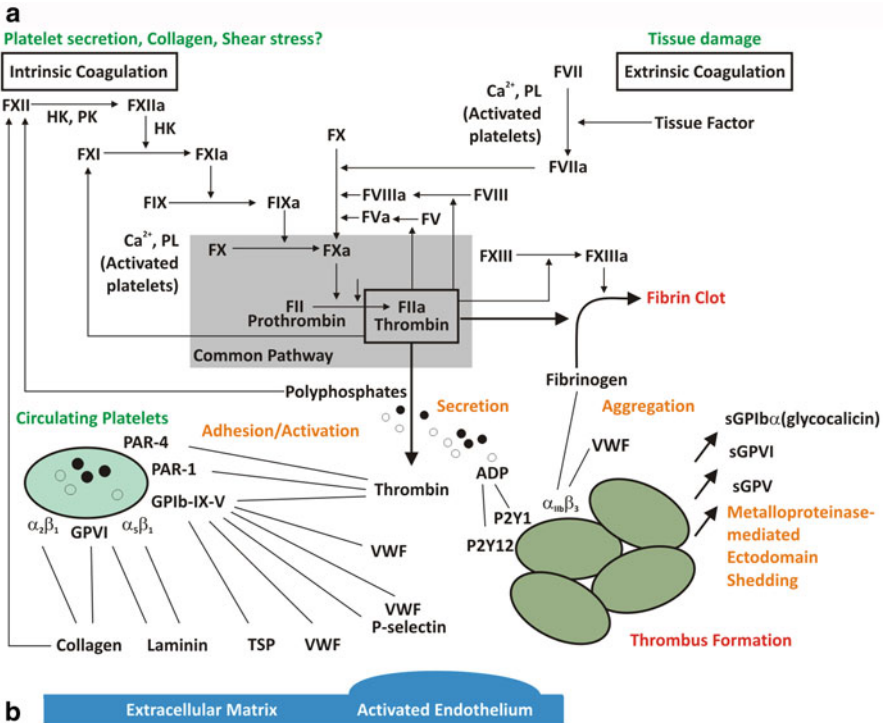 a
Platelet secretion, Collagen, Shear stress?
Tissue damage
Intrinsic Coagulation
Extrinsic Coagulation
FVII
Ca²⁺, PL
(Activated
platelets)
Tissue Factor
FVIIa
FXII
FXIIa
HK, PK
HK
FXI
FXIa
FX
FIX
FIXa
FVIIIa
FVIII
FVa
FV
Ca²⁺, PL
(Activated
platelets)
FX
FXa
FXIII
FXIIIa
FII
Prothrombin
FIIa
Thrombin
Fibrin Clot
Common Pathway
Fibrinogen
Polyphosphates
Secretion
Aggregation
Circulating Platelets
Adhesion/Activation
PAR-4
PAR-1
GPIb-IX-V
α₂β₁
GPVI
α₅β₁
Thrombin
ADP
VWF
αIIbβ₃
P2Y1
P2Y12
sGPIbα(glycocalicin)
sGPVI
sGPV
Metalloproteinase-
mediated
Ectodomain
Shedding
VWF
VWF
P-selectin
Collagen
Laminin
TSP
VWF
Thrombus Formation
b
Extracellular Matrix
Activated Endothelium